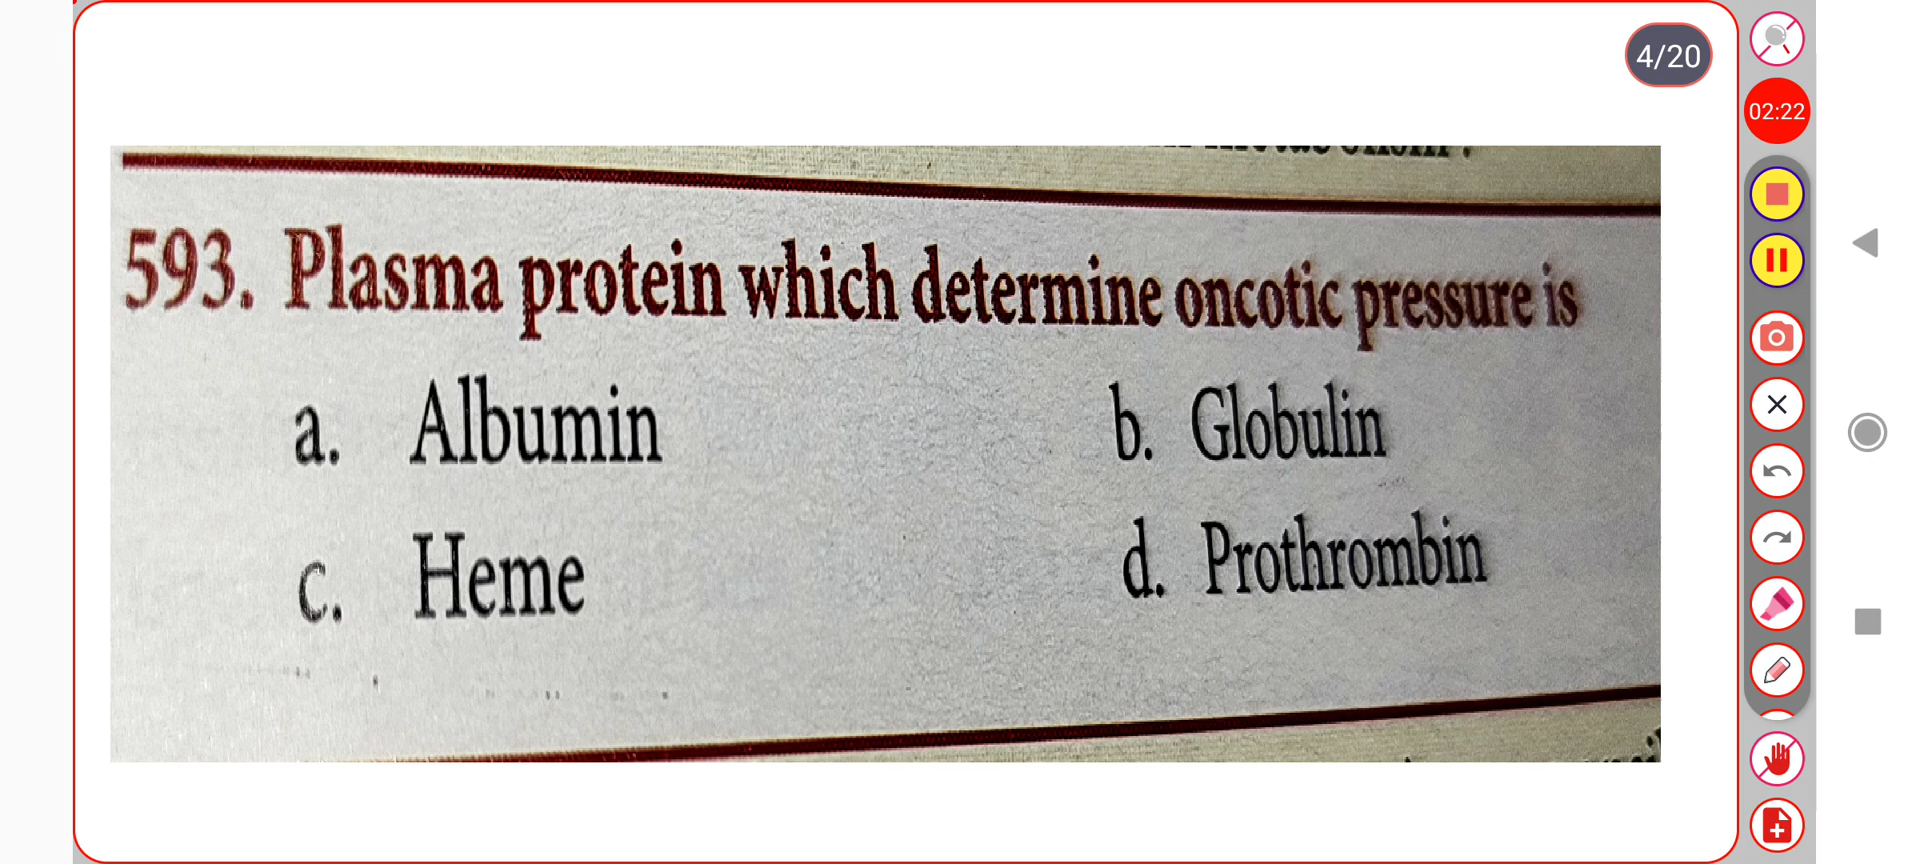 4/20
02:22
593. Plasma protein which determine oncotic pressure is
a. Albumin
b. Globulin
c. Heme
d. Prothrombin